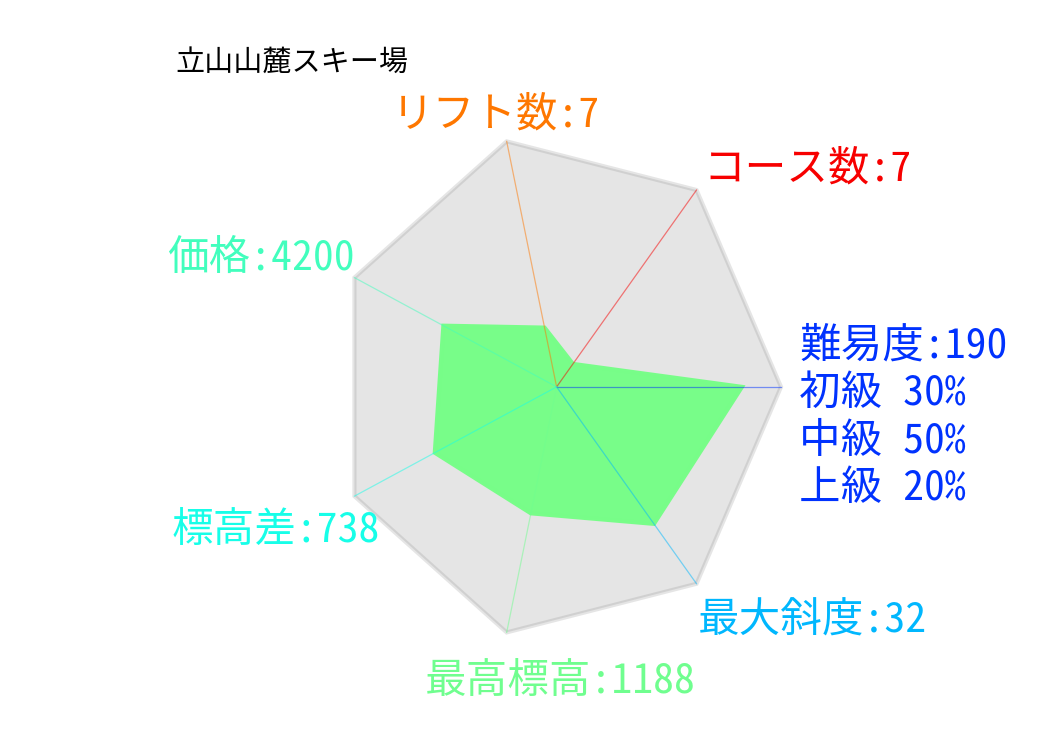 立山山麓スキー場
リフト数:7
コース数:7
価格:4200
難易度:190
初級 30%
中級 50%
上級 20%
標高差:738
最大斜度:32
最高標高:1188